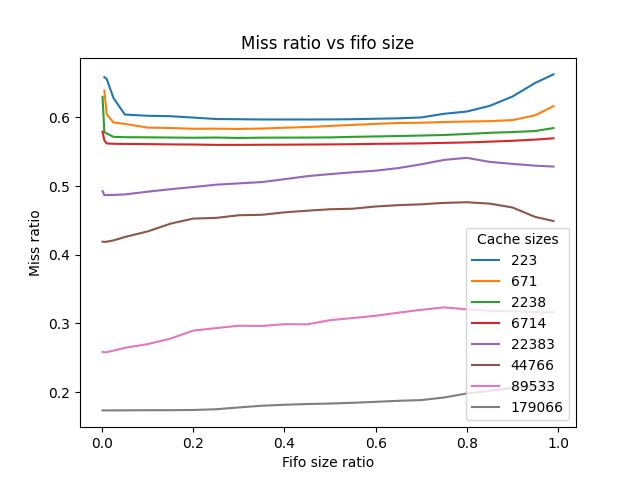 Miss ratio vs fifo size
Miss ratio
0.6
0.5
0.4
0.3
0.2
Cache sizes
223
671
2238
6714
22383
44766
89533
179066
0.0 0.2 0.4 0.6 0.8 1.0
Fifo size ratio